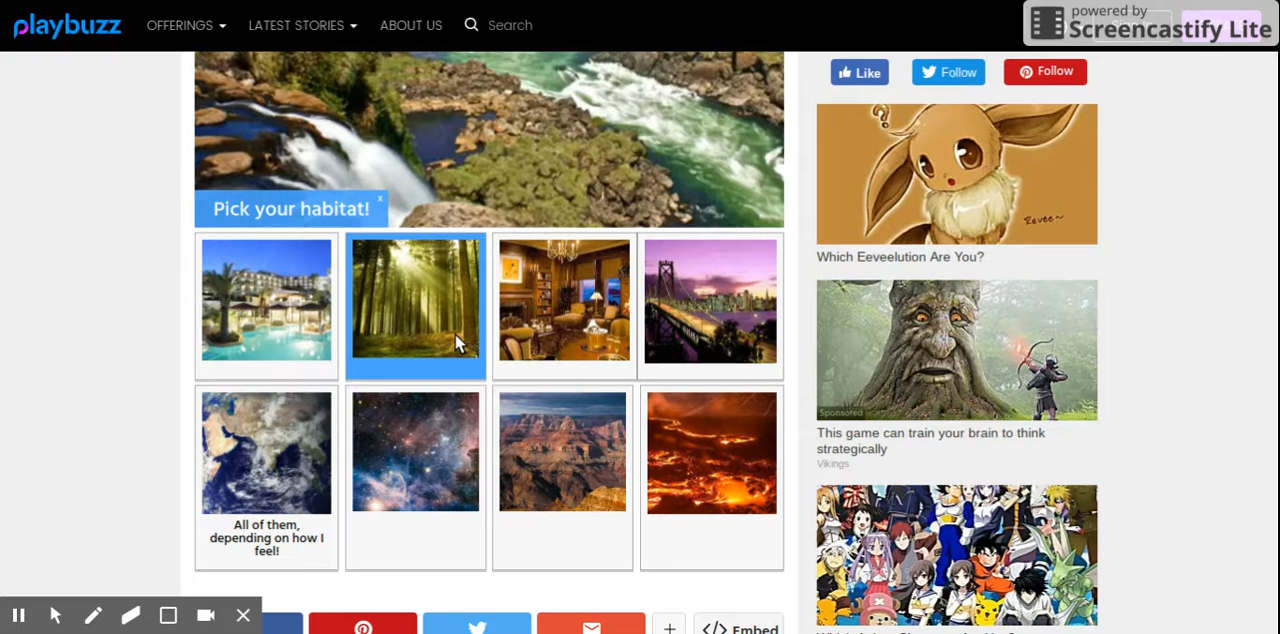 playbuzz
OFFERINGS
LATEST STORIES
ABOUT US
Search
powered by
Screencastify Lite
Like
Follow
Follow
Pick your habitat!
x
Eevee~
Which Eeveelution Are You?
Sponsored
This game can train your brain to think
strategically
Vikings
All of them,
depending on how I
feel!
</> Embed